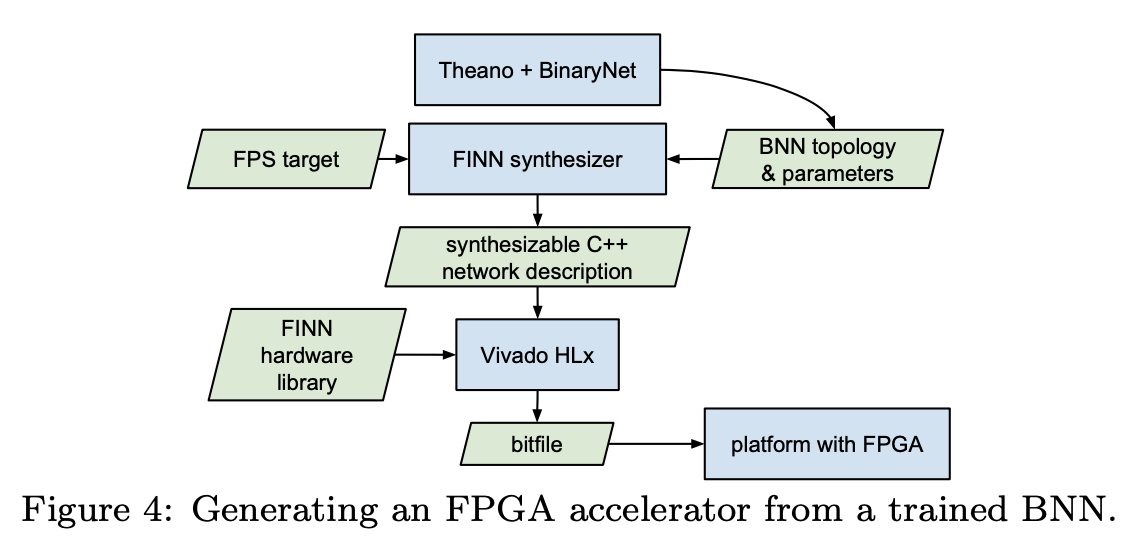 Theano + BinaryNet
FPS target
FINN synthesizer
BNN topology
& parameters
synthesizable C++
network description
FINN
hardware
library
Vivado HLx
bitfile
platform with FPGA
Figure 4: Generating an FPGA accelerator from a trained BNN.